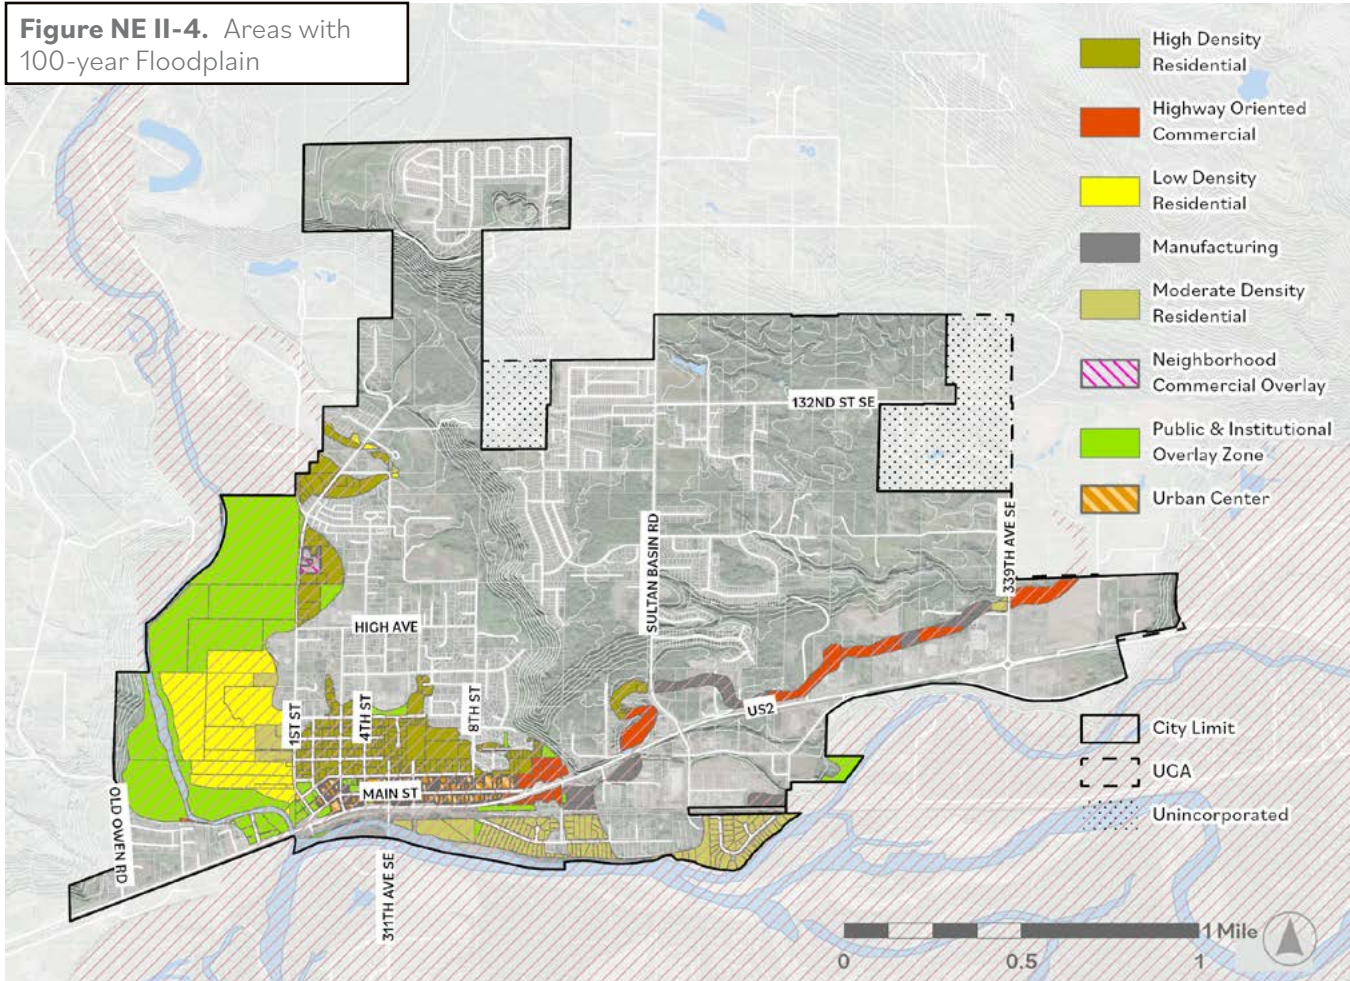 Figure NE II-4. Areas with
100-year Floodplain
High Density
Residential
Highway Oriented
Commercial
Low Density
Residential
Manufacturing
Moderate Density
Residential
Neighborhood
Commercial Overlay
Public & Institutional
Overlay Zone
Urban Center
132ND ST SE
339TH AVE SE
SULTAN BASIN RD
HIGH AVE
1ST ST
4TH ST
8TH ST
US2
MAIN ST
OLD OWEN RD
311TH AVE SE
City Limit
UGA
Unincorporated
1 Mile
0
0.5
1